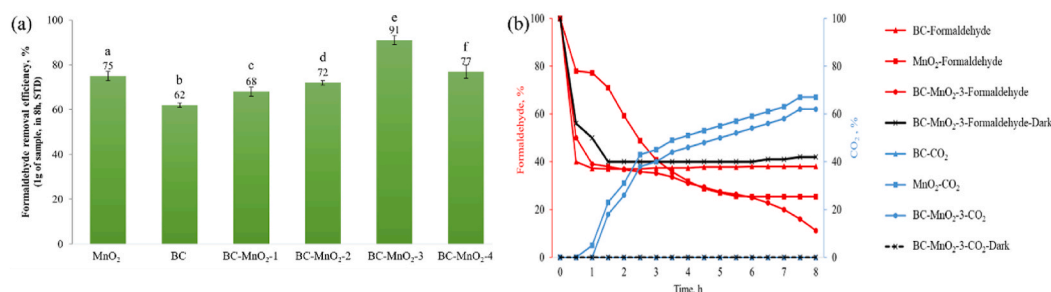 (a)
Formaldehyde removal efficiency, %
(1g of sample, in 8h, STD)
100
80
60
40
20
0
a
75
b
62
c
68
d
72
e
91
f
77
MnO₂
BC
BC-MnO₂-1
BC-MnO₂-2
BC-MnO₂-3
BC-MnO₂-4
(b)
Formaldehyde, %
100
80
60
40
20
0
100
80
60
40
20
0
CO₂, %
0 1 2 3 4 5 6 7 8
Time, h
BC-Formaldehyde
MnO₂-Formaldehyde
BC-MnO₂-3-Formaldehyde
BC-MnO₂-3-Formaldehyde-Dark
BC-CO₂
MnO₂-CO₂
BC-MnO₂-3-CO₂
BC-MnO₂-3-CO₂-Dark